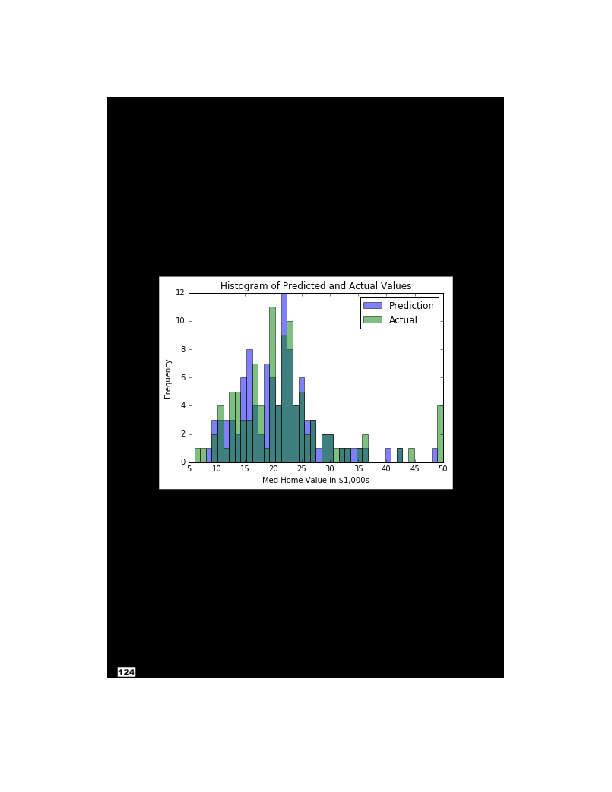 Histogram of Predicted and Actual Values
12
10
8
6
4
2
0
Frequency
Prediction
Actual
5 10 15 20 25 30 35 40 45 50
Med Home Value in $1,000s
124